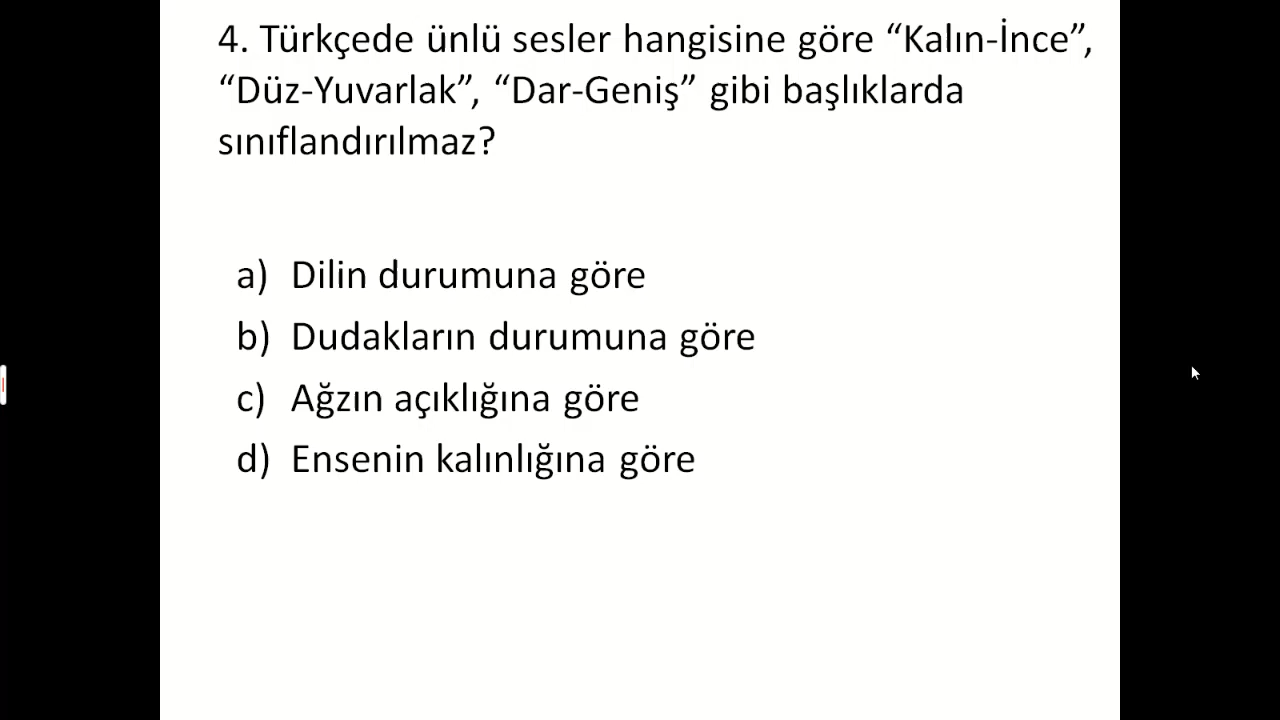 4. Türkçede ünlü sesler hangisine göre “Kalın-İnce”,
“Düz-Yuvarlak”, “Dar-Geniş” gibi başlıklarda
sınıflandırılmaz?
a) Dilin durumuna göre
b) Dudakların durumuna göre
c) Ağzın açıklığına göre
d) Ensenin kalınlığına göre